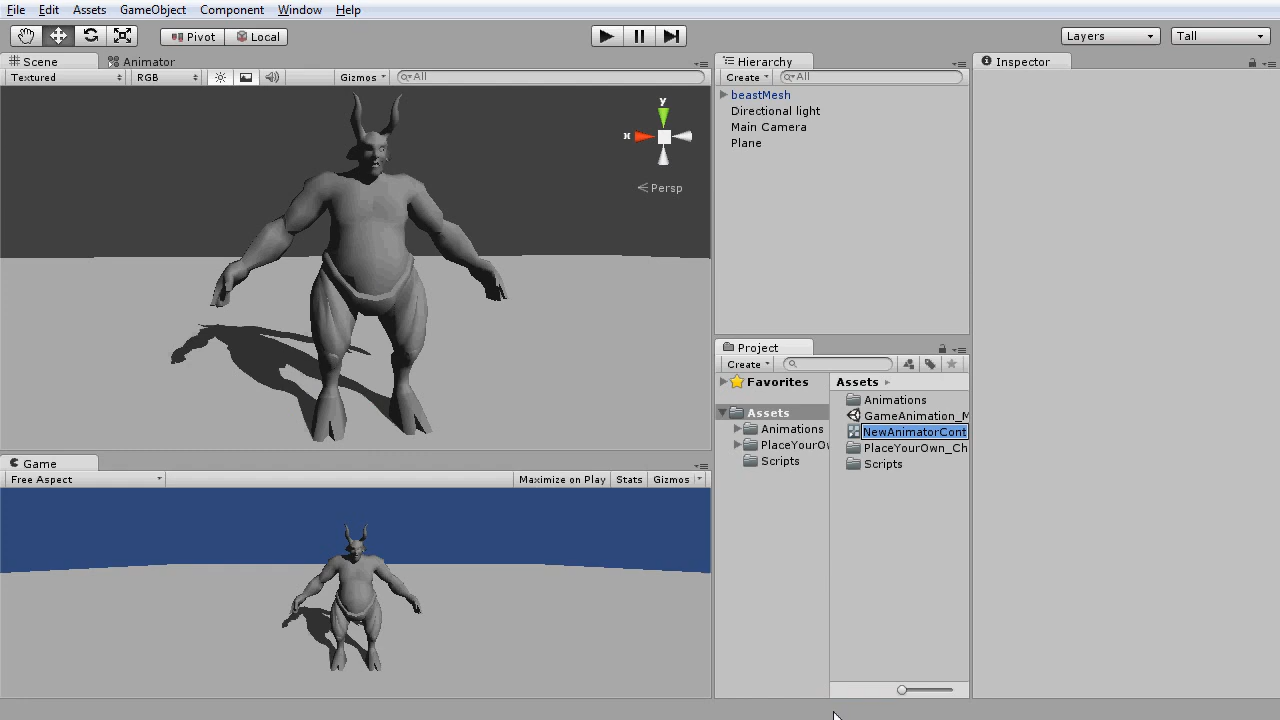 File Edit Assets GameObject Component Window Help
Pivot Local Layers Tall
Scene Animator
Textured RGB Gizmos All
y
x
Persp
Game
Free Aspect Maximize on Play Stats Gizmos
Hierarchy
Create All
beastMesh
Directional light
Main Camera
Plane
Project
Create
Favorites
Assets
Animations
PlaceYourOw
Scripts
Assets
Animations
GameAnimation_M
NewAnimatorCont
PlaceYourOwn_Ch
Scripts
Inspector